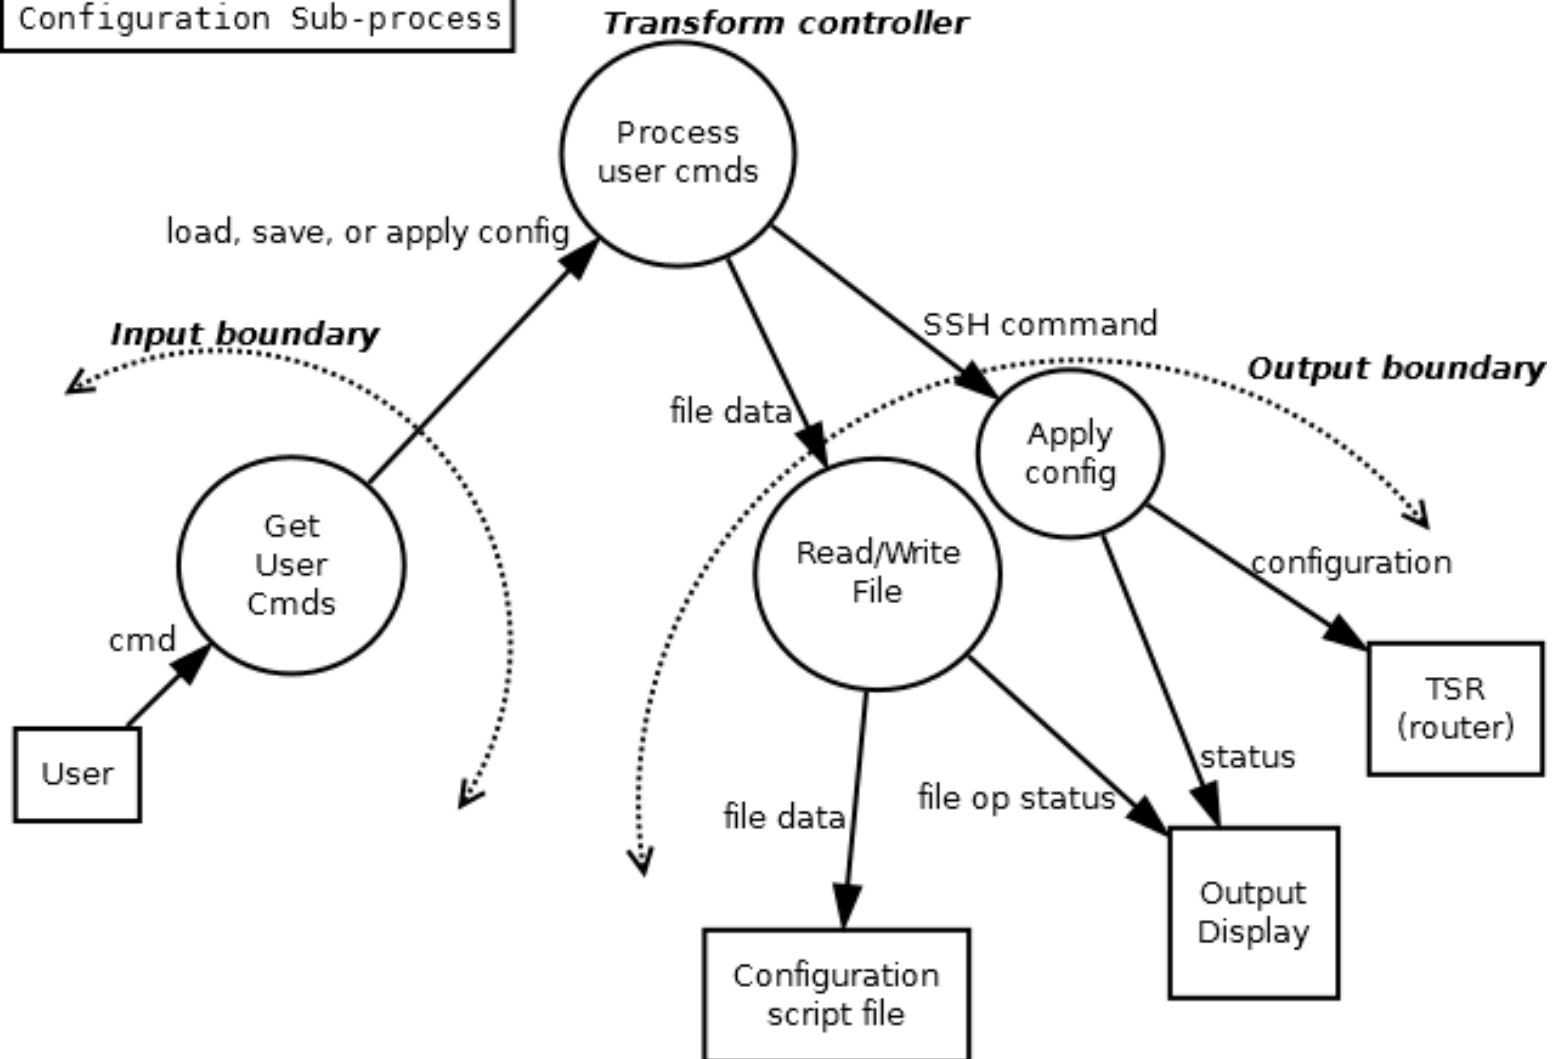 Configuration Sub-process
Transform controller
Process
user cmds
load, save, or apply config
SSH command
Input boundary
Output boundary
file data
Apply
config
Get
User
Cmds
Read/Write
File
configuration
cmd
TSR
(router)
User
status
file op status
file data
Output
Display
Configuration
script file